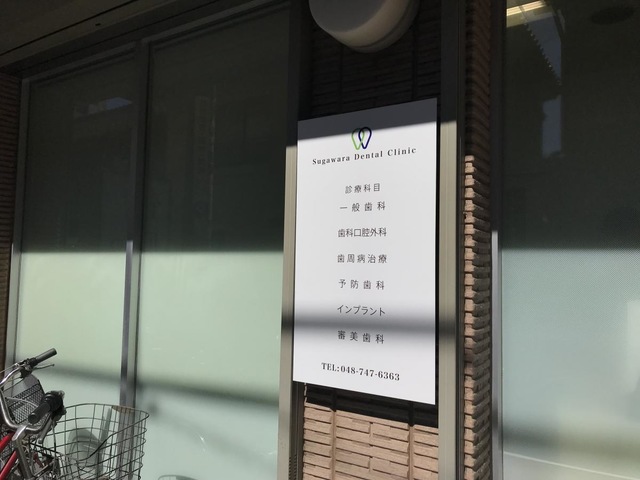 Sugawara Dental Clinic
診療科目
一般歯科
歯科口腔外科
歯周病治療
予防歯科
インプラント
審美歯科
TEL:048-747-6363